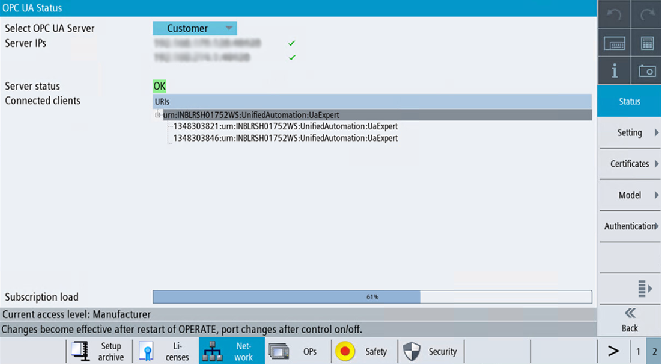 OPC UA Status
Select OPC UA Server
Customer
Server IPs
Server status
OK
Connected clients
URIs
urn:INBLRSH01752WS:UnifiedAutomation:UaExpert
1348303821:urn:INBLRSH01752WS:UnifiedAutomation:UaExpert
1348303846:urn:INBLRSH01752WS:UnifiedAutomation:UaExpert
Subscription load
61%
Current access level: Manufacturer
Changes become effective after restart of OPERATE, port changes after control on/off.
Status
Setting
Certificates
Model
Authentication
Back
Setup
archive
Li-
censes
Net-
work
OPs
Safety
Security
> 1 2